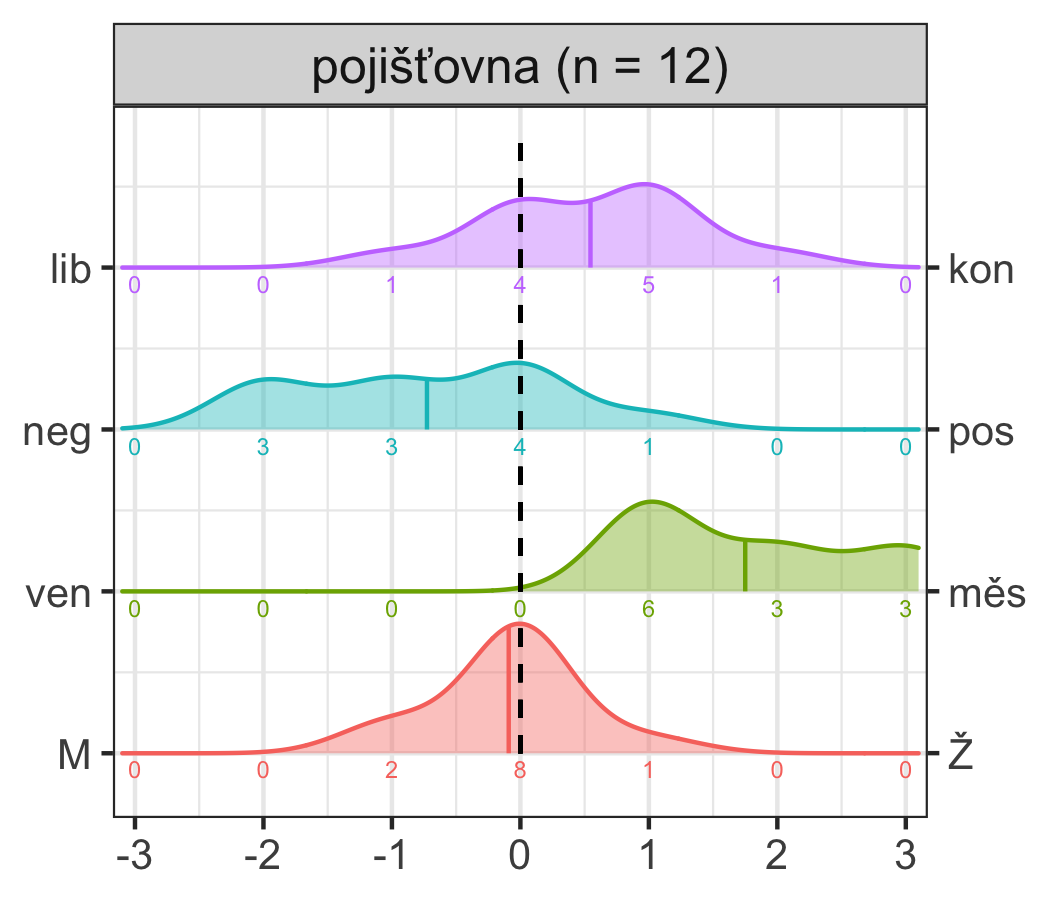 pojišťovna (n = 12)
lib kon
0 0 1 4 5 1 0
neg pos
0 3 3 4 1 0 0
ven měs
0 0 0 0 6 3 3
M Ž
0 0 2 8 1 0 0
-3 -2 -1 0 1 2 3